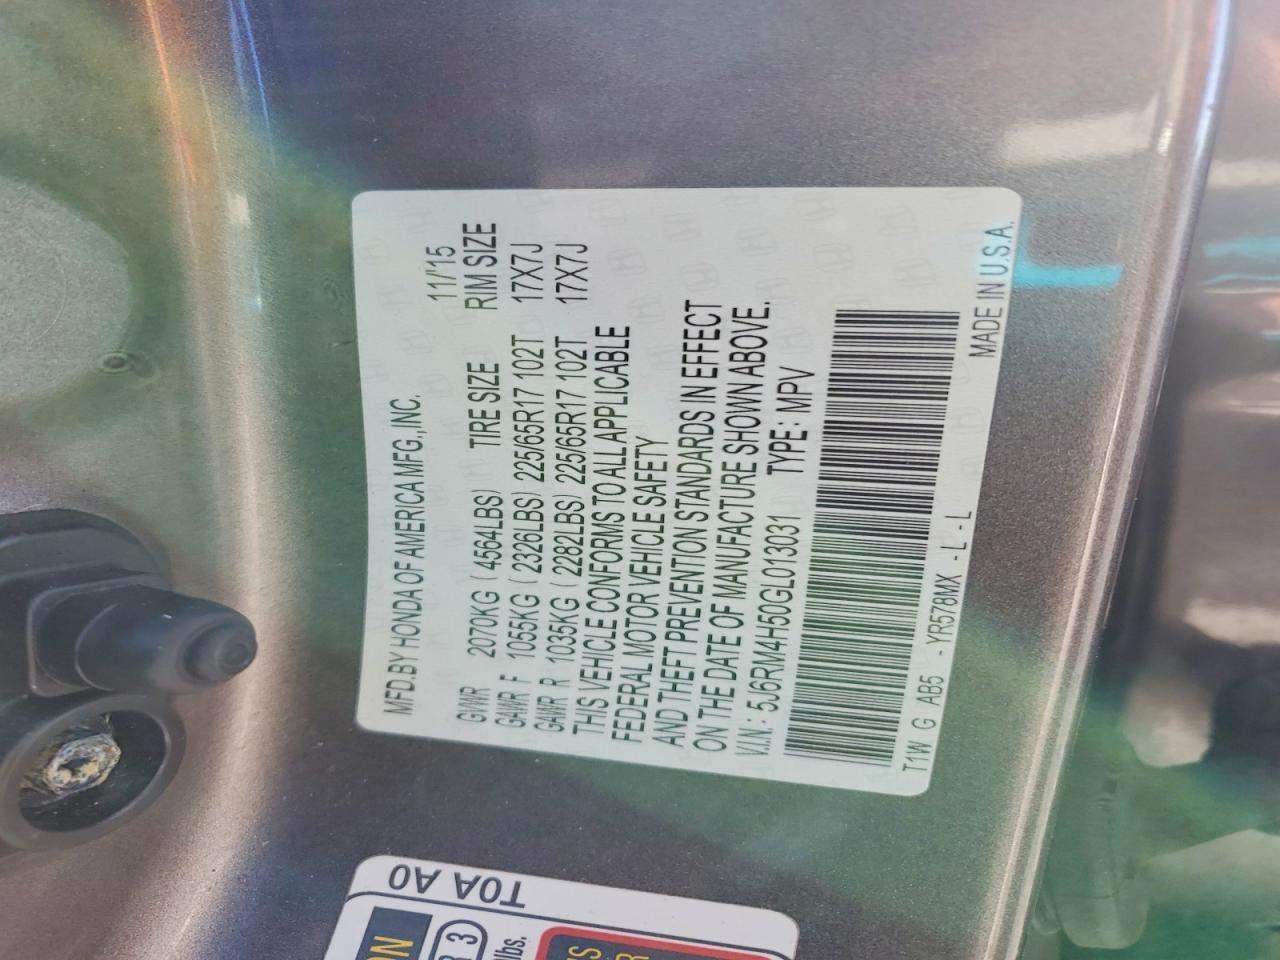 MFD. BY HONDA OF AMERICA MFG., INC. 11/'15
GVWR 2070KG ( 4564LBS) TIRE SIZE RIM SIZE
GAWR F 1055KG ( 2326LBS) 225/65R17 102T 17X7J
GAWR R 1035KG ( 2282LBS) 225/65R17 102T 17X7J
THIS VEHICLE CONFORMS TO ALL APPLICABLE
FEDERAL MOTOR VEHICLE SAFETY
AND THEFT PREVENTION STANDARDS IN EFFECT
ON THE DATE OF MANUFACTURE SHOWN ABOVE.
V.I.N.: 5J6RM4H50GL013031 TYPE: MPV
T1W G AB5 - YR578MX - L - L MADE IN U.S.A.
T0A A0
3
lbs.